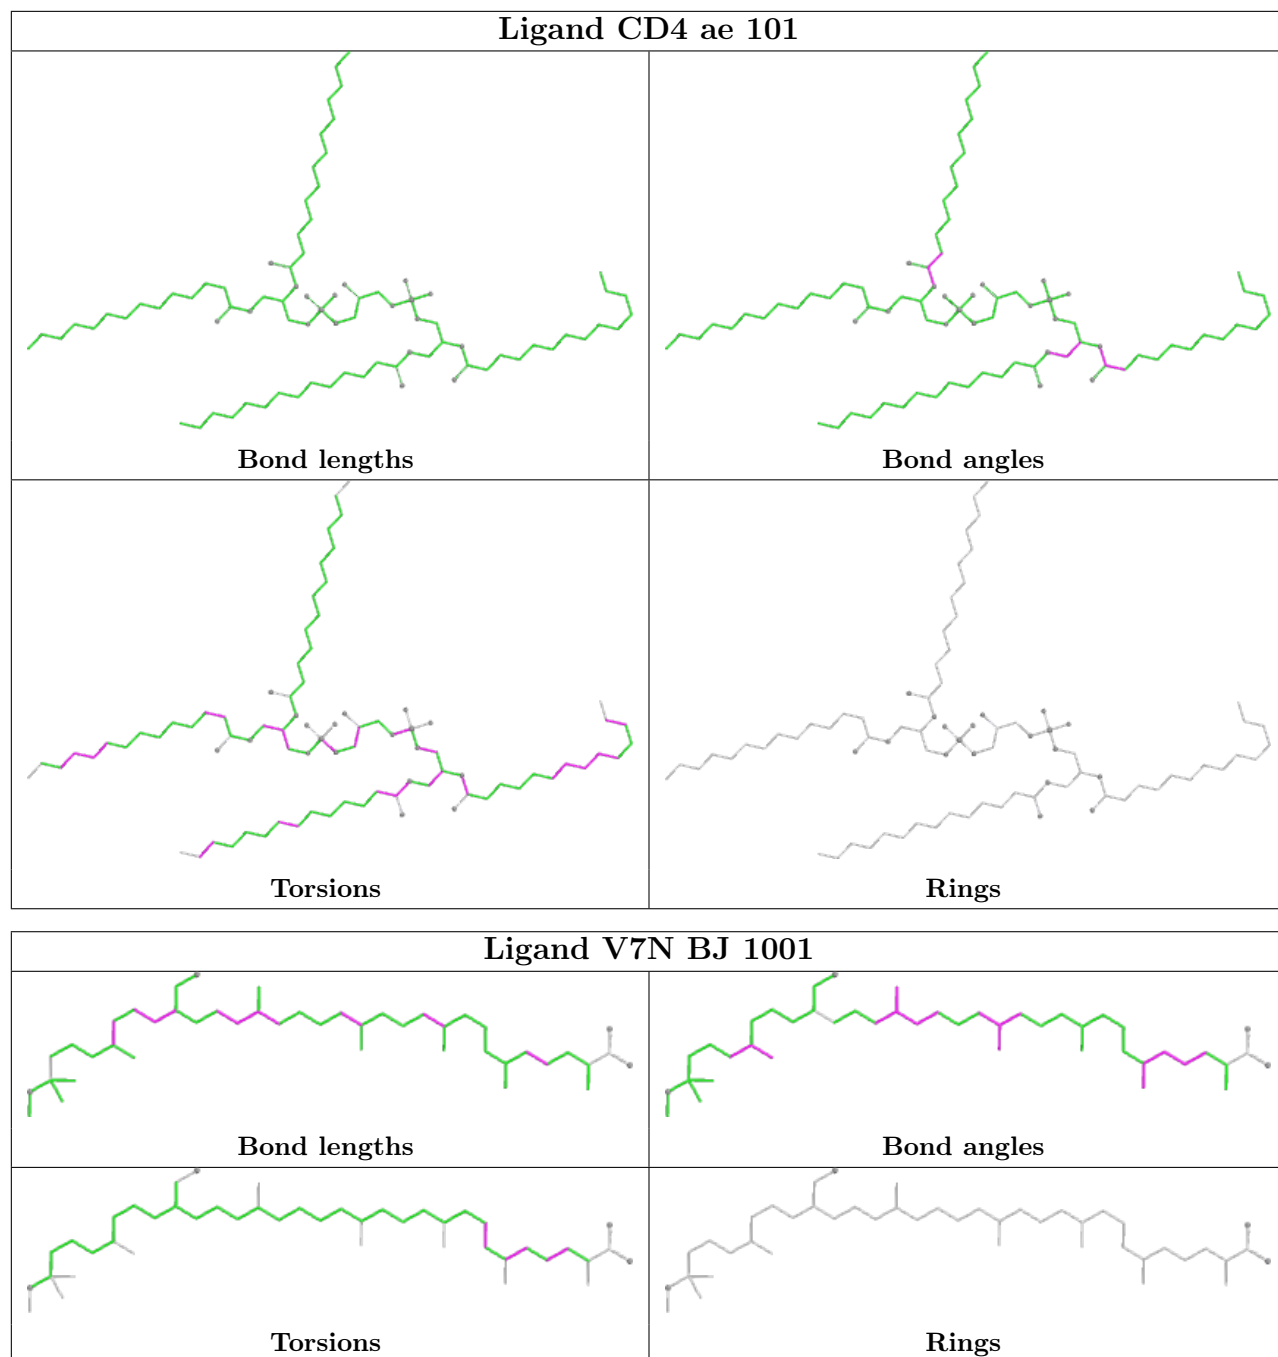 Ligand CD4 ae 101
Bond lengths
Bond angles
Torsions
Rings
Ligand V7N BJ 1001
Bond lengths
Bond angles
Torsions
Rings